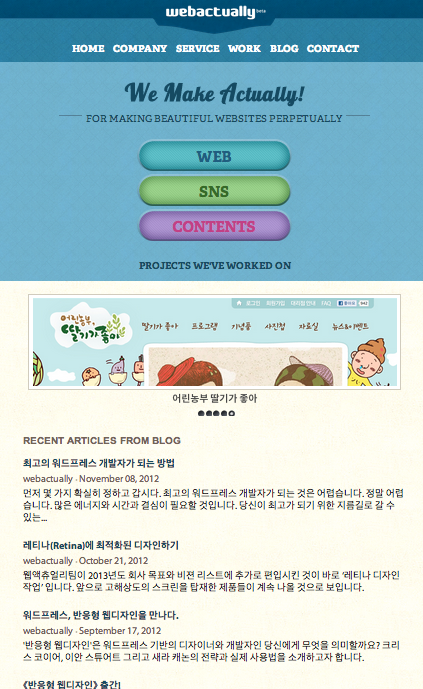 webactually beta
HOME COMPANY SERVICE WORK BLOG CONTACT
We Make Actually!
FOR MAKING BEAUTIFUL WEBSITES PERPETUALLY
WEB
SNS
CONTENTS
PROJECTS WE'VE WORKED ON
로그인 회원가입 대리점 안내 FAQ 좋아요
어린농부,
딸기가 좋아
딸기가 좋아 프로그램 기념품 사진첩 자료실 뉴스&이벤트
어린농부 딸기가 좋아
RECENT ARTICLES FROM BLOG
최고의 워드프레스 개발자가 되는 방법
webactually - November 08, 2012
먼저 몇 가지 확실히 정하고 갑시다. 최고의 워드프레스 개발자가 되는 것은 어렵습니다. 정말 어렵
습니다. 많은 에너지와 시간과 결심이 필요할 것입니다. 당신이 최고가 되기 위한 지름길로 갈 수
있는...
레티나(Retina)에 최적화된 디자인하기
webactually - October 21, 2012
웹액츄얼리팀이 2013년도 회사 목표와 비전 리스트에 추가로 편입시킨 것이 바로 '레티나 디자인
작업' 입니다. 앞으로 고해상도의 스크린을 탑재한 제품들이 계속 나올 것으로 보입니다.
워드프레스, 반응형 웹디자인을 만나다.
webactually - September 17, 2012
'반응형 웹디자인'은 워드프레스 기반의 디자이너와 개발자인 당신에게 무엇을 의미할까요? 크리
스 코이어, 이안 스튜어트 그리고 새라 캐논의 전략과 실제 사용법을 소개하고자 합니다.
《반응형 웹디자인》 출간!